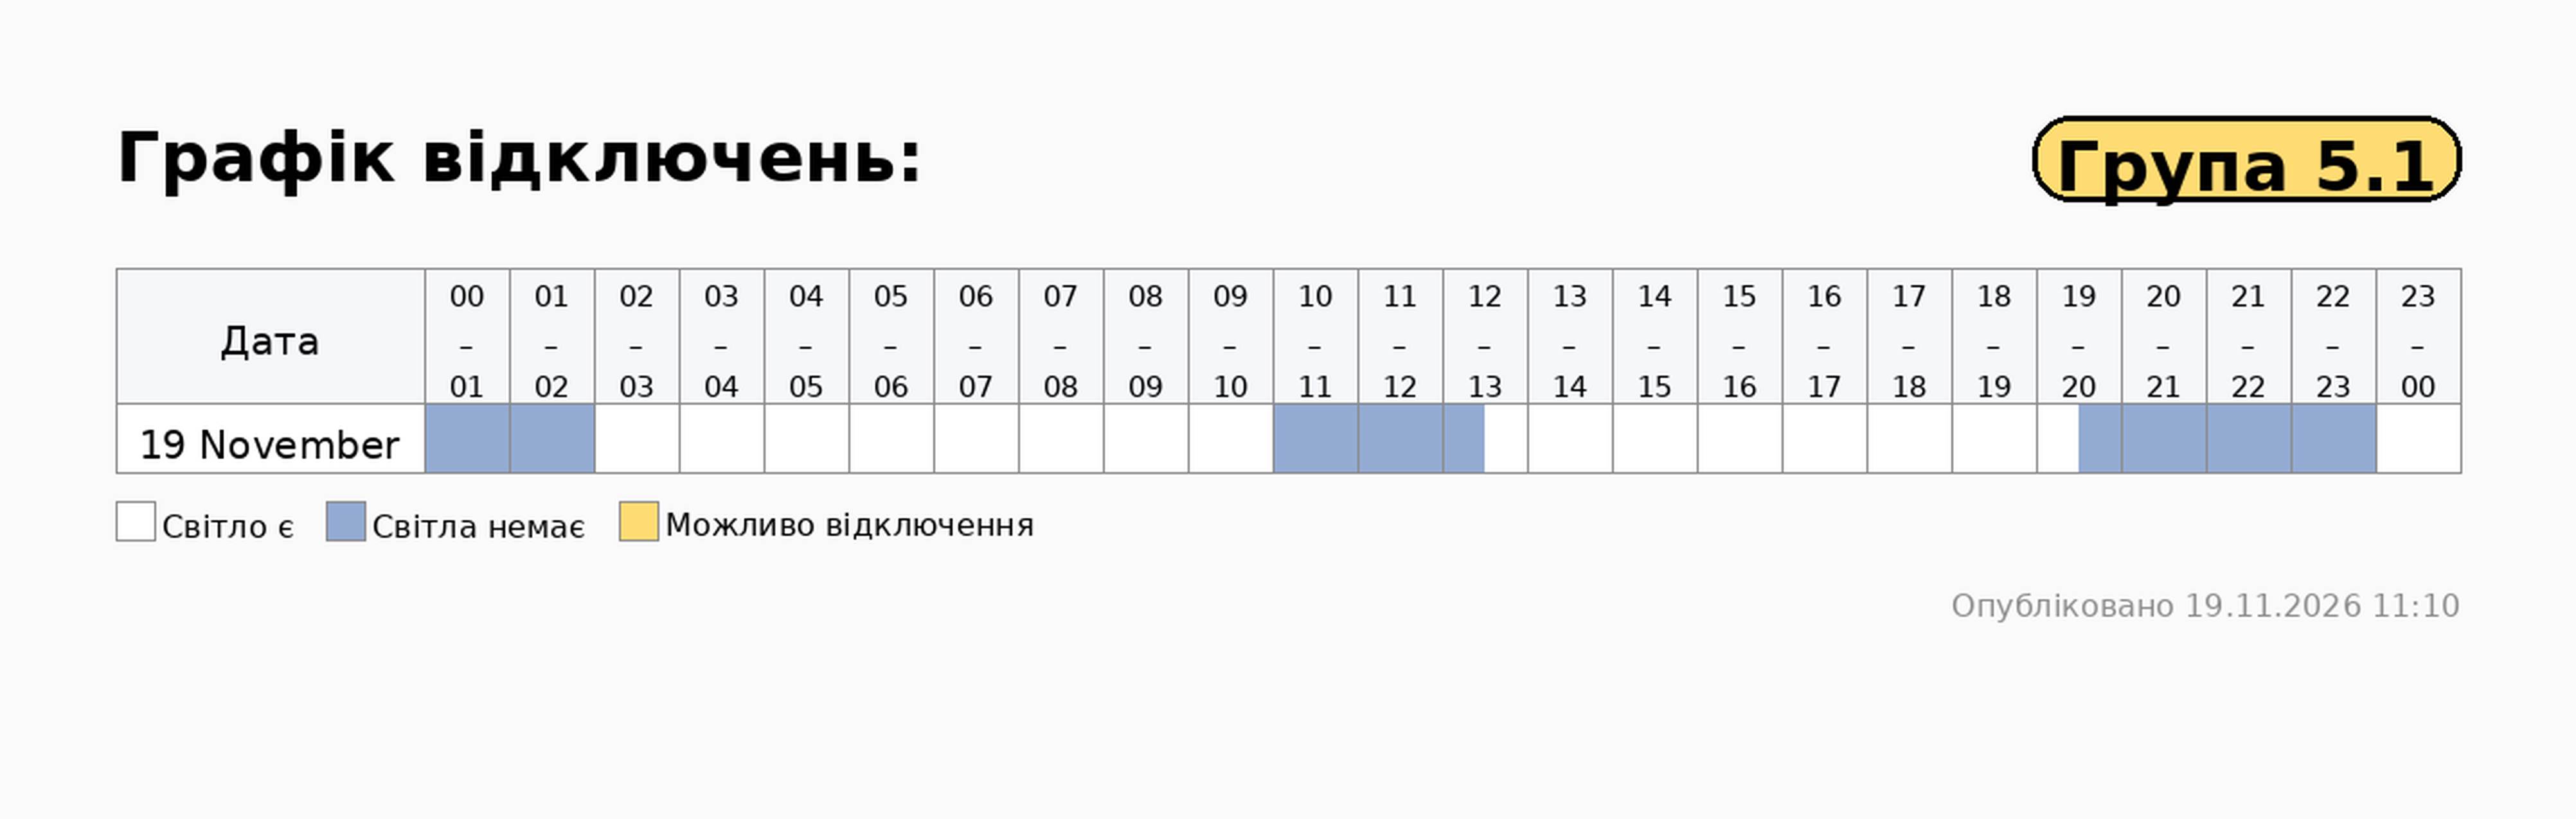 Графік відключень:
Група 5.1
Дата
00 – 01
01 – 02
02 – 03
03 – 04
04 – 05
05 – 06
06 – 07
07 – 08
08 – 09
09 – 10
10 – 11
11 – 12
12 – 13
13 – 14
14 – 15
15 – 16
16 – 17
17 – 18
18 – 19
19 – 20
20 – 21
21 – 22
22 – 23
23 – 00
19 November
Світло є
Світла немає
Можливо відключення
Опубліковано 19.11.2026 11:10